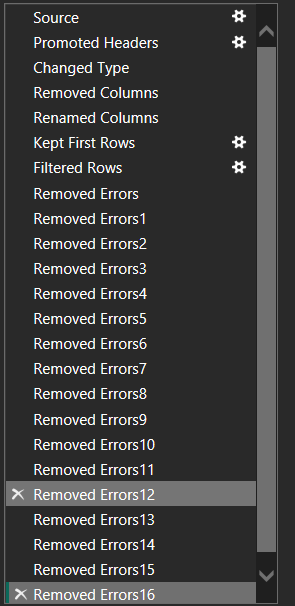 Source
Promoted Headers
Changed Type
Removed Columns
Renamed Columns
Kept First Rows
Filtered Rows
Removed Errors
Removed Errors1
Removed Errors2
Removed Errors3
Removed Errors4
Removed Errors5
Removed Errors6
Removed Errors7
Removed Errors8
Removed Errors9
Removed Errors10
Removed Errors11
Removed Errors12
Removed Errors13
Removed Errors14
Removed Errors15
Removed Errors16